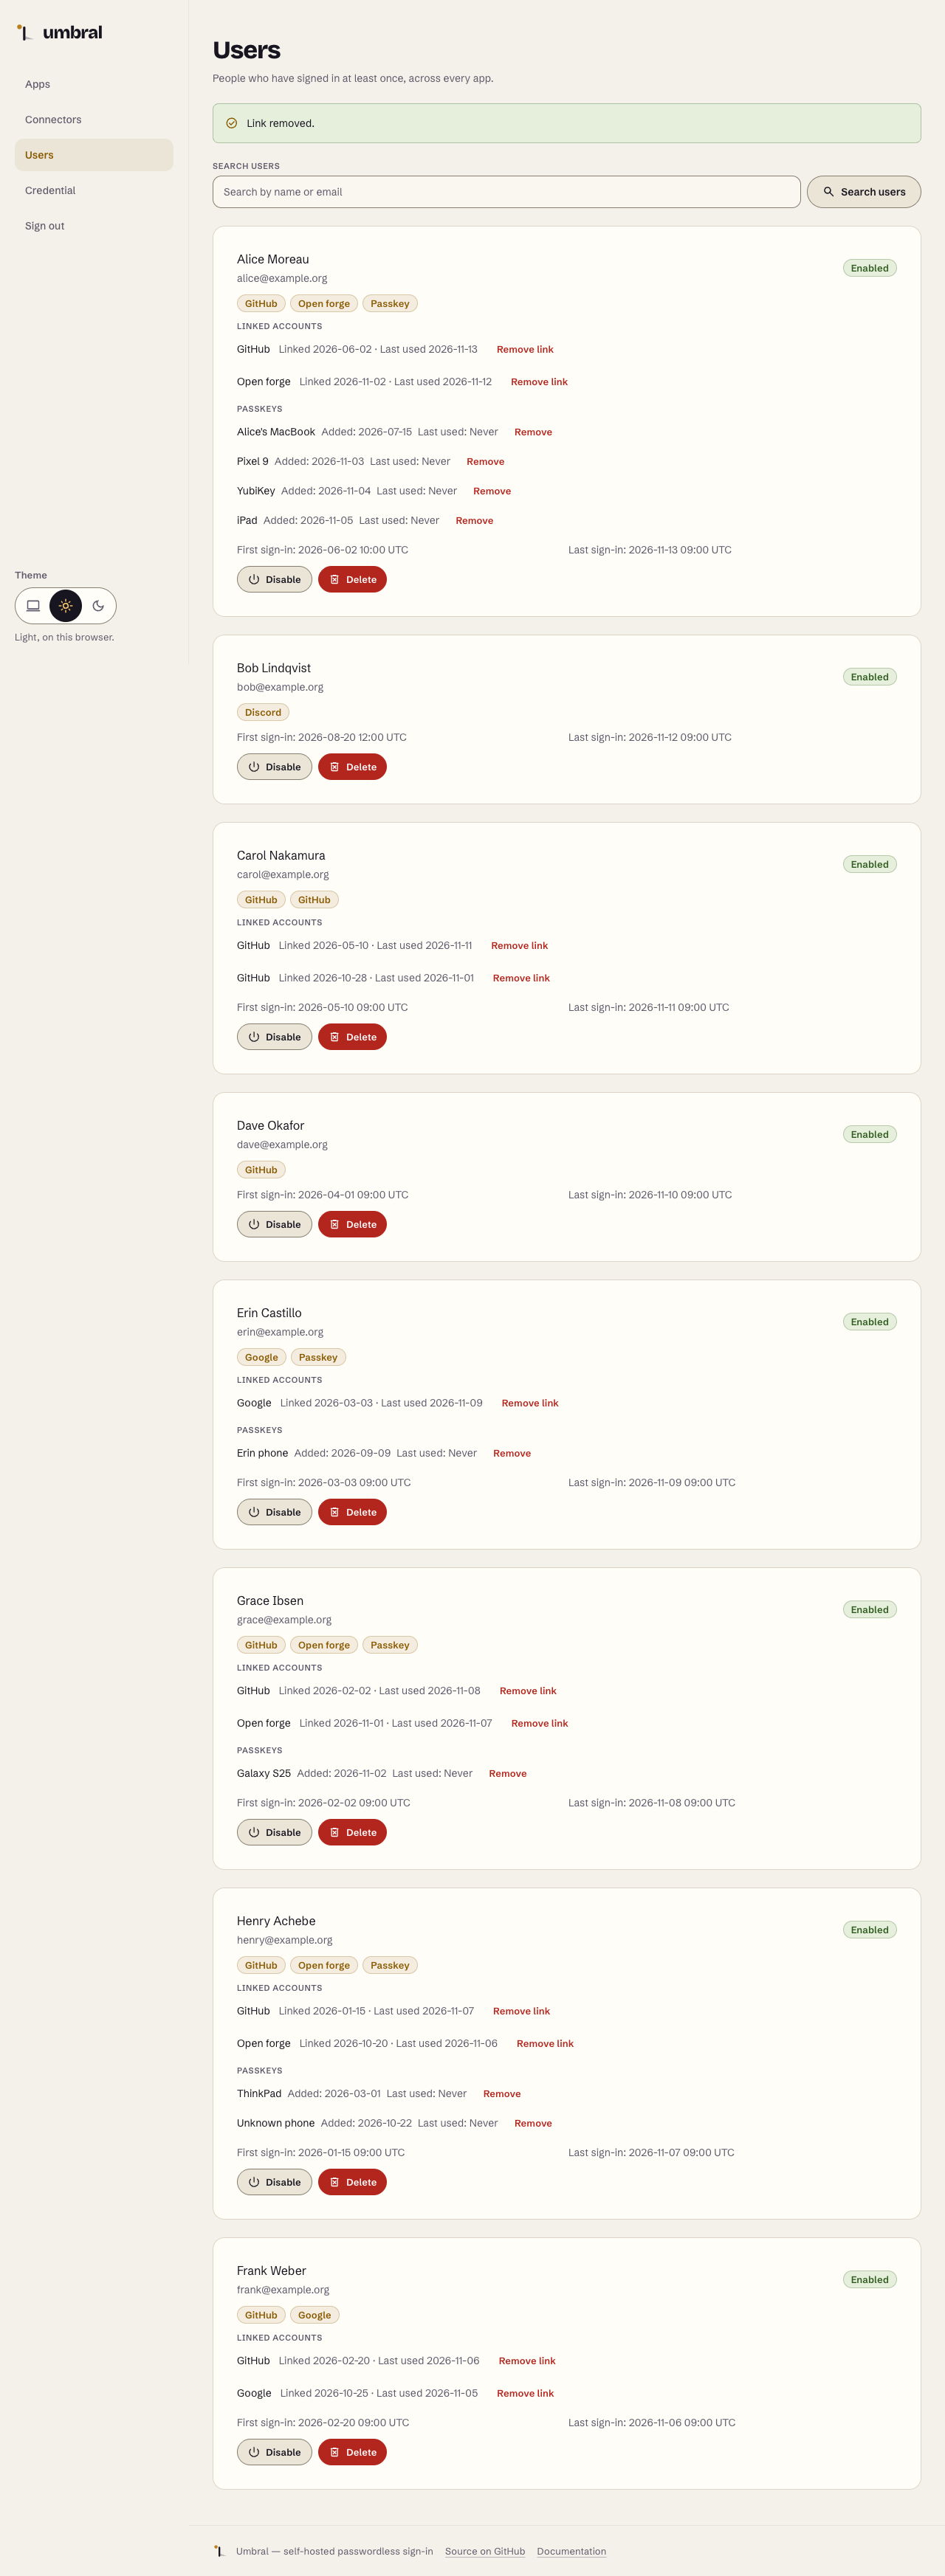 umbral
Apps
Connectors
Users
Credential
Sign out
Theme
Light, on this browser.
Users
People who have signed in at least once, across every app.
Link removed.
SEARCH USERS
Search by name or email
Search users
Alice Moreau
Enabled
alice@example.org
GitHub Open forge Passkey
LINKED ACCOUNTS
GitHub Linked 2026-06-02 · Last used 2026-11-13 Remove link
Open forge Linked 2026-11-02 · Last used 2026-11-12 Remove link
PASSKEYS
Alice's MacBook Added: 2026-07-15 Last used: Never Remove
Pixel 9 Added: 2026-11-03 Last used: Never Remove
YubiKey Added: 2026-11-04 Last used: Never Remove
iPad Added: 2026-11-05 Last used: Never Remove
First sign-in: 2026-06-02 10:00 UTC Last sign-in: 2026-11-13 09:00 UTC
Disable Delete
Bob Lindqvist
Enabled
bob@example.org
Discord
First sign-in: 2026-08-20 12:00 UTC Last sign-in: 2026-11-12 09:00 UTC
Disable Delete
Carol Nakamura
Enabled
carol@example.org
GitHub GitHub
LINKED ACCOUNTS
GitHub Linked 2026-05-10 · Last used 2026-11-11 Remove link
GitHub Linked 2026-10-28 · Last used 2026-11-01 Remove link
First sign-in: 2026-05-10 09:00 UTC Last sign-in: 2026-11-11 09:00 UTC
Disable Delete
Dave Okafor
Enabled
dave@example.org
GitHub
First sign-in: 2026-04-01 09:00 UTC Last sign-in: 2026-11-10 09:00 UTC
Disable Delete
Erin Castillo
Enabled
erin@example.org
Google Passkey
LINKED ACCOUNTS
Google Linked 2026-03-03 · Last used 2026-11-09 Remove link
PASSKEYS
Erin phone Added: 2026-09-09 Last used: Never Remove
First sign-in: 2026-03-03 09:00 UTC Last sign-in: 2026-11-09 09:00 UTC
Disable Delete
Grace Ibsen
Enabled
grace@example.org
GitHub Open forge Passkey
LINKED ACCOUNTS
GitHub Linked 2026-02-02 · Last used 2026-11-08 Remove link
Open forge Linked 2026-11-01 · Last used 2026-11-07 Remove link
PASSKEYS
Galaxy S25 Added: 2026-11-02 Last used: Never Remove
First sign-in: 2026-02-02 09:00 UTC Last sign-in: 2026-11-08 09:00 UTC
Disable Delete
Henry Achebe
Enabled
henry@example.org
GitHub Open forge Passkey
LINKED ACCOUNTS
GitHub Linked 2026-01-15 · Last used 2026-11-07 Remove link
Open forge Linked 2026-10-20 · Last used 2026-11-06 Remove link
PASSKEYS
ThinkPad Added: 2026-03-01 Last used: Never Remove
Unknown phone Added: 2026-10-22 Last used: Never Remove
First sign-in: 2026-01-15 09:00 UTC Last sign-in: 2026-11-07 09:00 UTC
Disable Delete
Frank Weber
Enabled
frank@example.org
GitHub Google
LINKED ACCOUNTS
GitHub Linked 2026-02-20 · Last used 2026-11-06 Remove link
Google Linked 2026-10-25 · Last used 2026-11-05 Remove link
First sign-in: 2026-02-20 09:00 UTC Last sign-in: 2026-11-06 09:00 UTC
Disable Delete
Umbral — self-hosted passwordless sign-in Source on GitHub Documentation